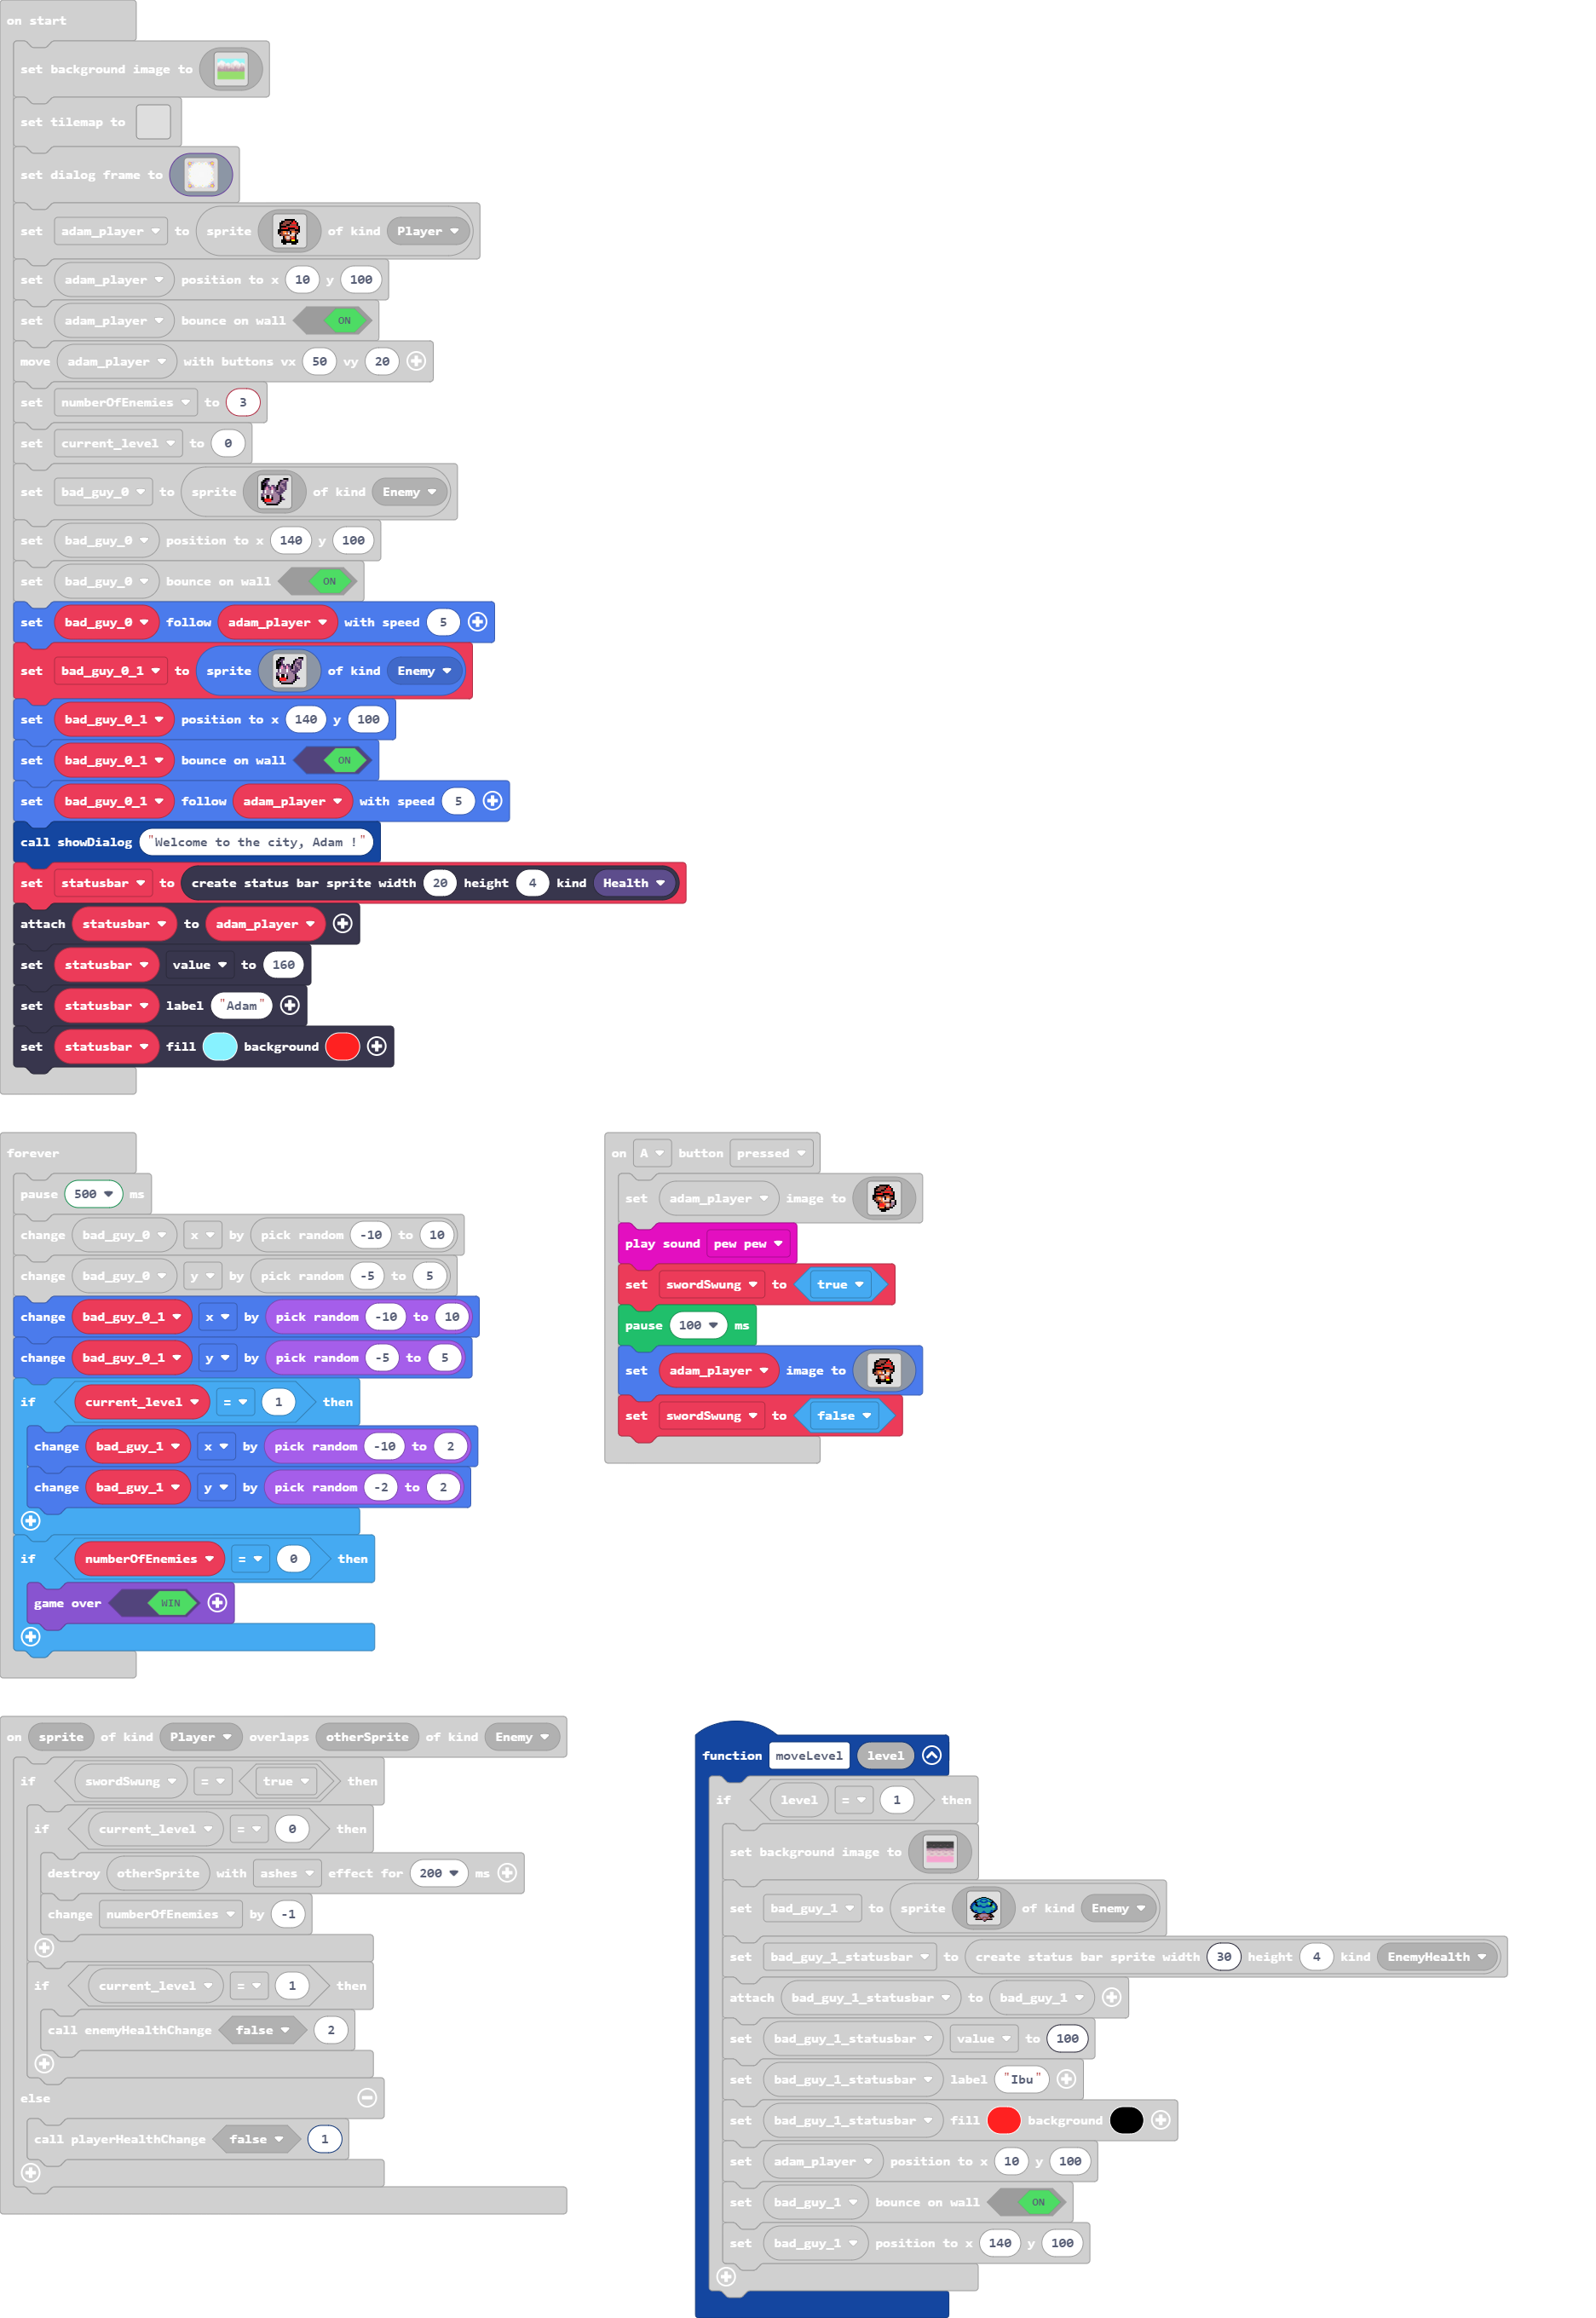 on start
set background image to
set tilemap to
set dialog frame to
set adam_player to sprite of kind Player
set adam_player position to x 10 y 100
set adam_player bounce on wall ON
move adam_player with buttons vx 50 vy 20
set numberOfEnemies to 3
set current_level to 0
set bad_guy_0 to sprite of kind Enemy
set bad_guy_0 position to x 140 y 100
set bad_guy_0 bounce on wall ON
set bad_guy_0 follow adam_player with speed 5
set bad_guy_0_1 to sprite of kind Enemy
set bad_guy_0_1 position to x 140 y 100
set bad_guy_0_1 bounce on wall ON
set bad_guy_0_1 follow adam_player with speed 5
call showDialog "Welcome to the city, Adam !"
set statusbar to create status bar sprite width 20 height 4 kind Health
attach statusbar to adam_player
set statusbar value to 160
set statusbar label "Adam"
set statusbar fill background
forever
pause 500 ms
change bad_guy_0 x by pick random -10 to 10
change bad_guy_0 y by pick random -5 to 5
change bad_guy_0_1 x by pick random -10 to 10
change bad_guy_0_1 y by pick random -5 to 5
if current_level = 1 then
change bad_guy_1 x by pick random -10 to 2
change bad_guy_1 y by pick random -2 to 2
if numberOfEnemies = 0 then
game over WIN
on A button pressed
set adam_player image to
play sound pew pew
set swordSwung to true
pause 100 ms
set adam_player image to
set swordSwung to false
on sprite of kind Player overlaps otherSprite of kind Enemy
if swordSwung = true then
if current_level = 0 then
destroy otherSprite with ashes effect for 200 ms
change numberOfEnemies by -1
if current_level = 1 then
call enemyHealthChange false 2
else
call playerHealthChange false 1
function moveLevel level
if level = 1 then
set background image to
set bad_guy_1 to sprite of kind Enemy
set bad_guy_1_statusbar to create status bar sprite width 30 height 4 kind EnemyHealth
attach bad_guy_1_statusbar to bad_guy_1
set bad_guy_1_statusbar value to 100
set bad_guy_1_statusbar label "Ibu"
set bad_guy_1_statusbar fill background
set adam_player position to x 10 y 100
set bad_guy_1 bounce on wall ON
set bad_guy_1 position to x 140 y 100